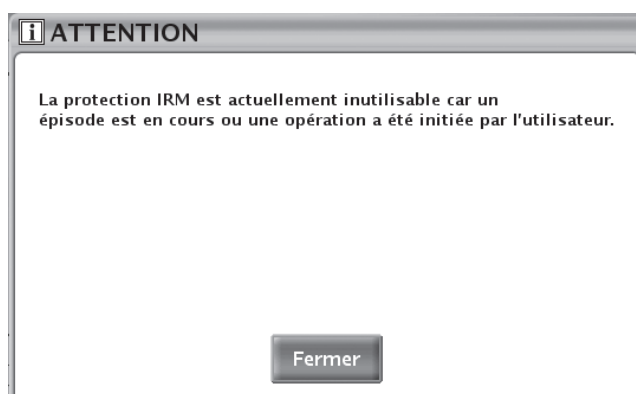 i ATTENTION
La protection IRM est actuellement inutilisable car un
épisode est en cours ou une opération a été initiée par l'utilisateur.
Fermer